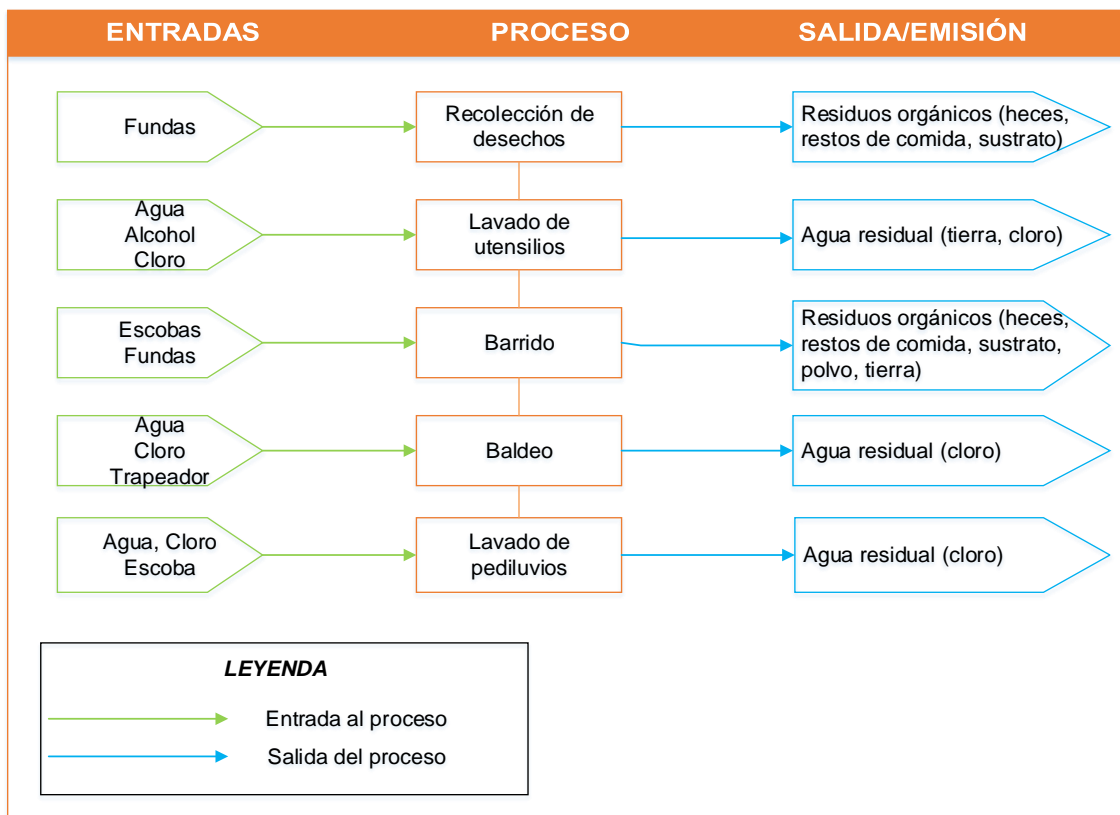 ENTRADAS PROCESO SALIDA/EMISIÓN
Fundas
Recolección de
desechos
Residuos orgánicos (heces,
restos de comida, sustrato)
Agua
Alcohol
Cloro
Lavado de
utensilios
Agua residual (tierra, cloro)
Escobas
Fundas
Barrido
Residuos orgánicos (heces,
restos de comida, sustrato,
polvo, tierra)
Agua
Cloro
Trapeador
Baldeo
Agua residual (cloro)
Agua, Cloro
Escoba
Lavado de
pediluvios
Agua residual (cloro)
LEYENDA
Entrada al proceso
Salida del proceso